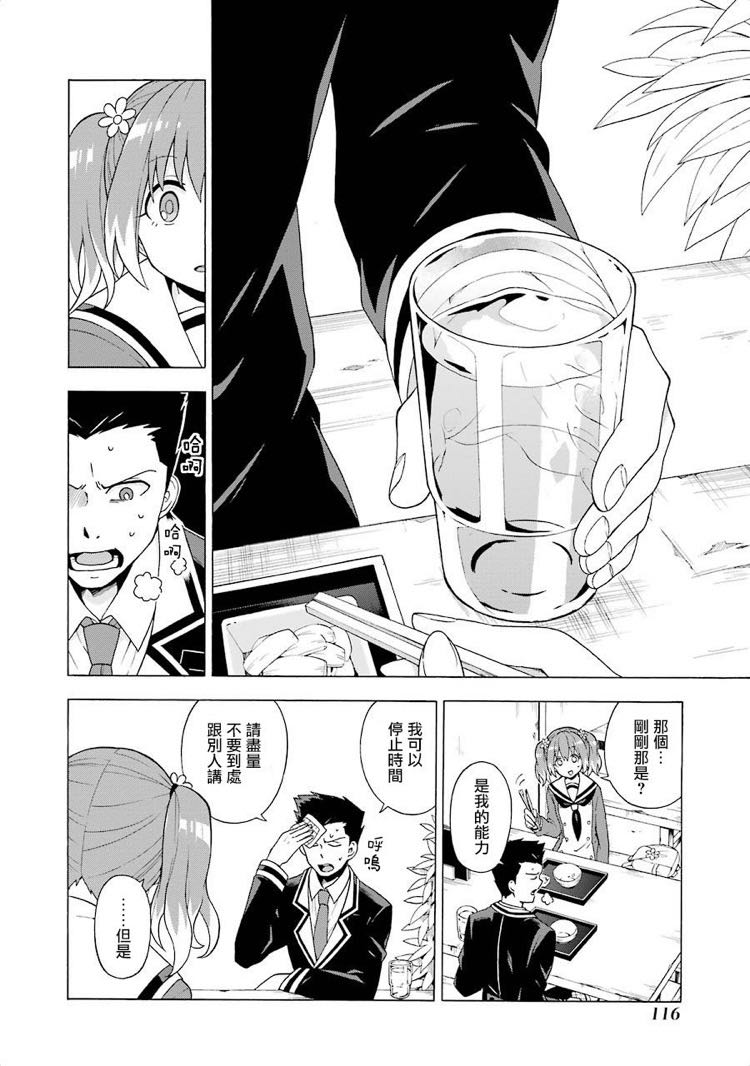 哈
啊
哈
啊
那個…
剛剛那是?
是我的能力
我可以
停止時間
請盡量
不要到處
跟別人講
呼
嗚
……但是
116